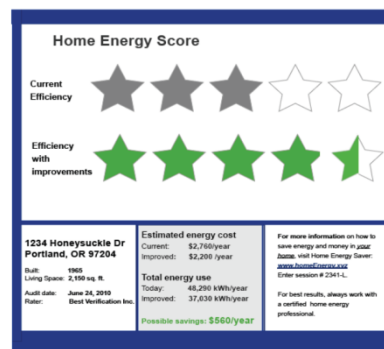 Home Energy Score
Current
Efficiency
Efficiency
with
improvements
1234 Honeysuckle Dr
Portland, OR 97204
Built: 1965
Living Space: 2,150 sq. ft.
Audit date: June 24, 2010
Rater: Best Verification Inc.
Estimated energy cost
Current: $2,760/year
Improved: $2,200 /year
Total energy use
Today: 48,290 kWh/year
Improved: 37,030 kWh/year
Possible savings: $560/year
For more information on how to
save energy and money in your
home, visit Home Energy Saver:
www.homeEnergy.xyz
Enter session # 2341-L.
For best results, always work with
a certified home energy
professional.